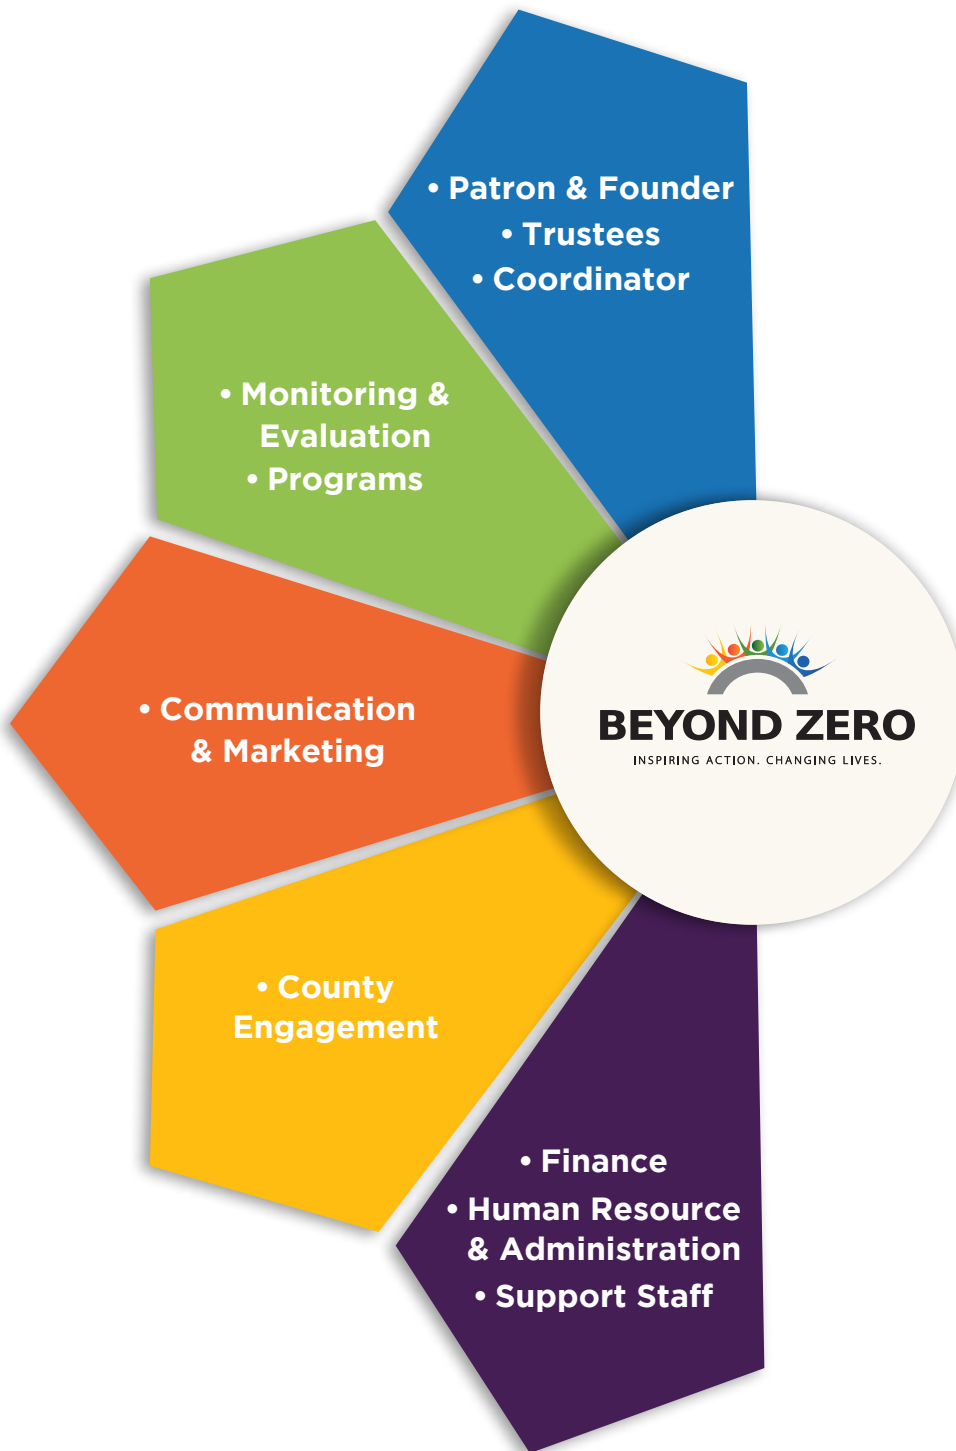 • Patron & Founder
• Trustees
• Coordinator
• Monitoring &
Evaluation
• Programs
• Communication
& Marketing
BEYOND ZERO
INSPIRING ACTION. CHANGING LIVES.
• County
Engagement
• Finance
• Human Resource
& Administration
• Support Staff